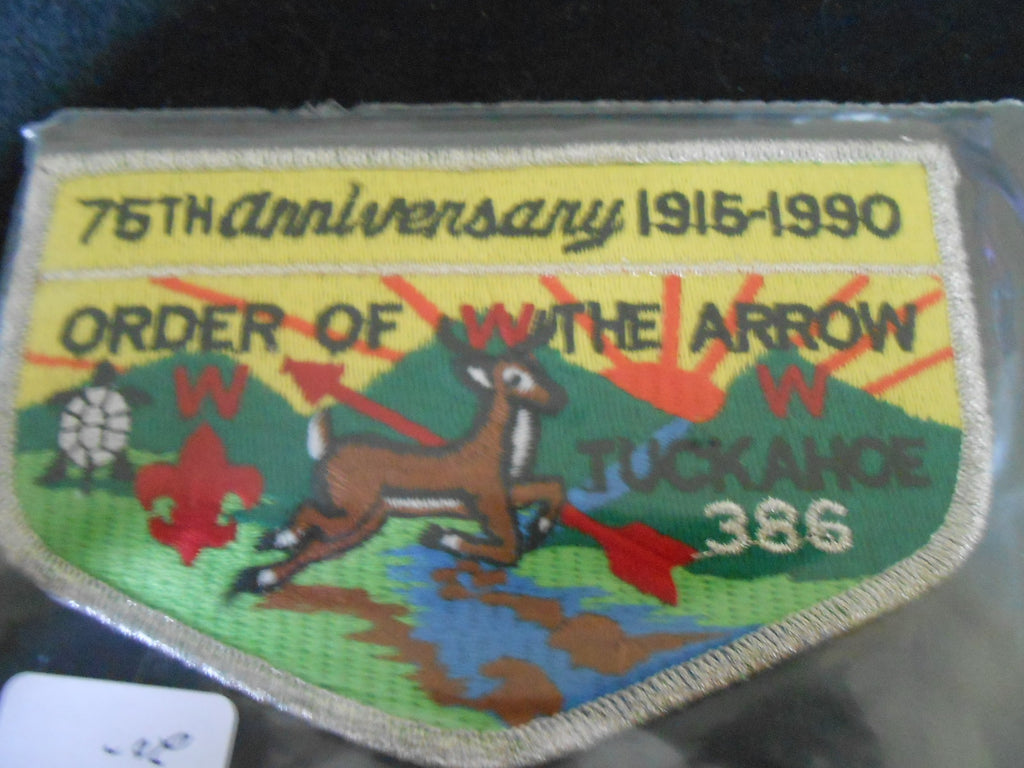 75TH Anniversary 1915-1990
ORDER OF W THE ARROW
W W
TUCKAHOE
386